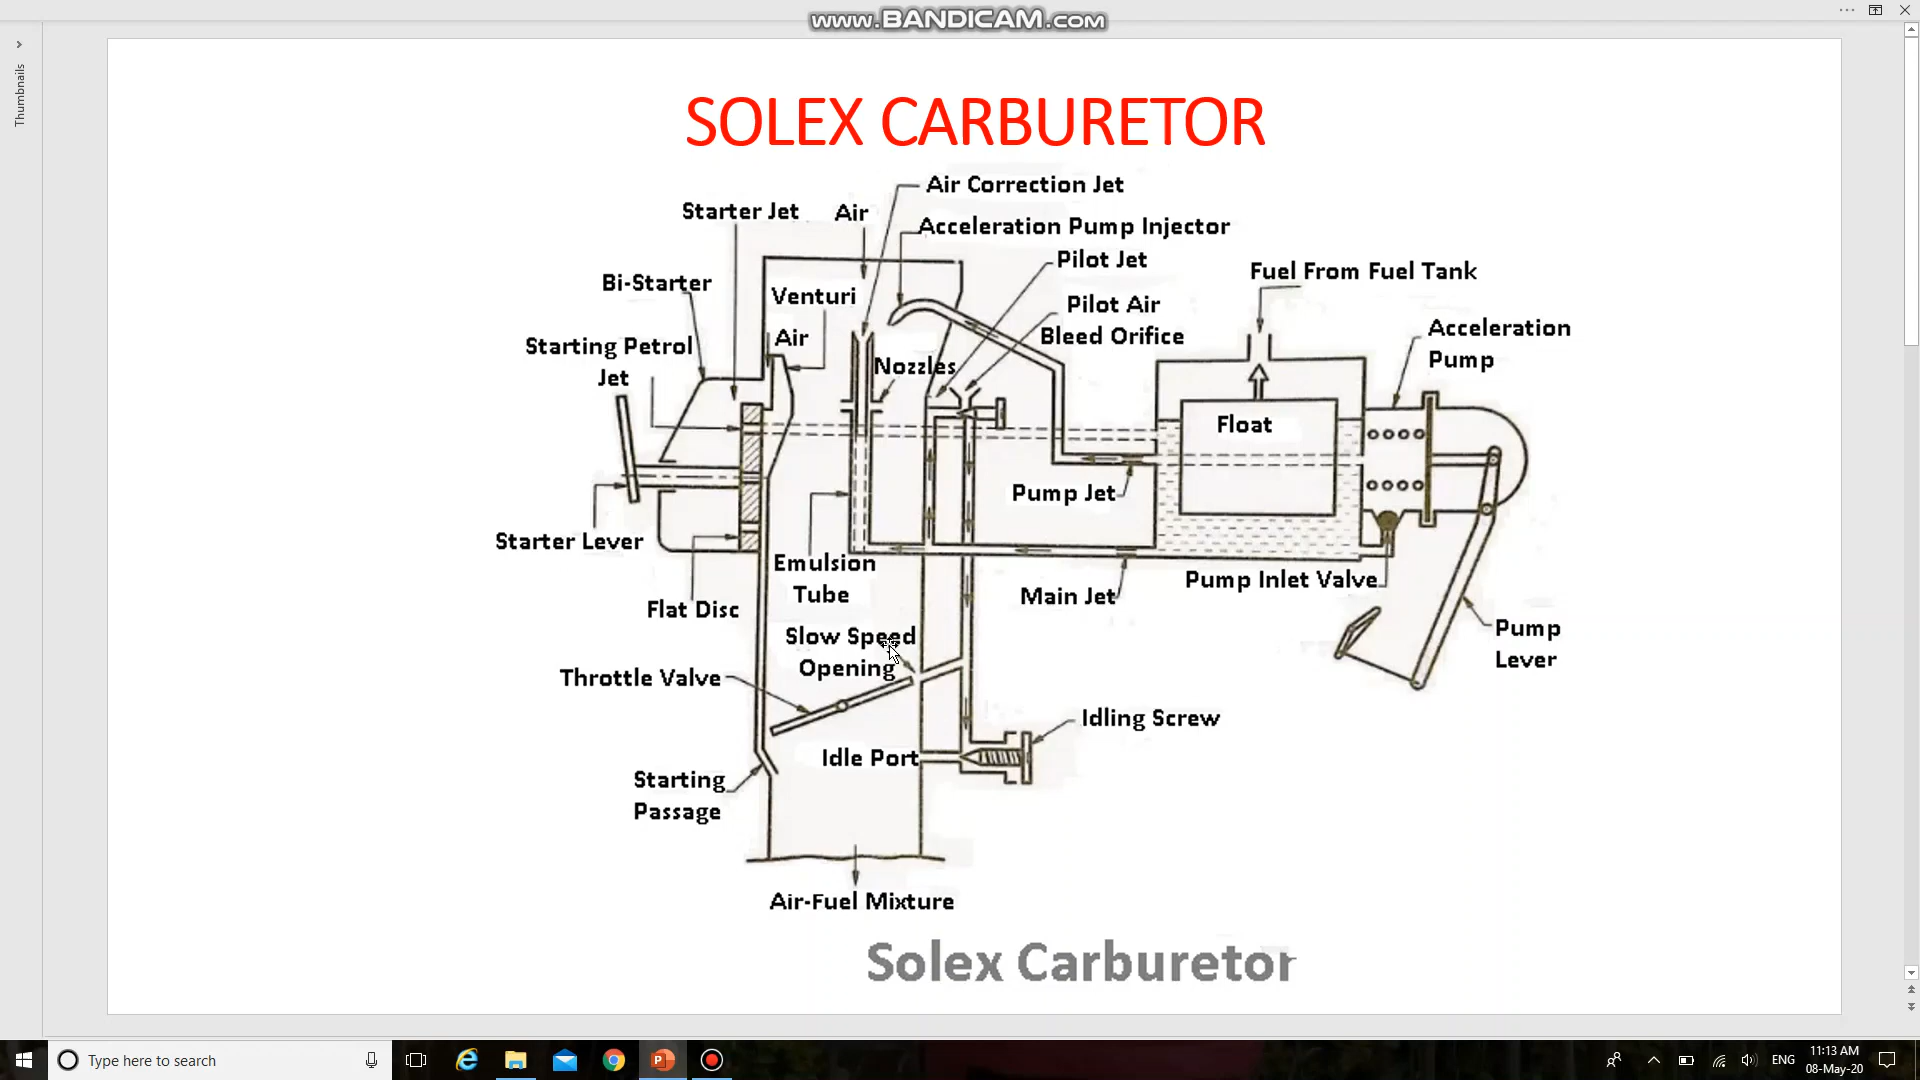 www.BANDICAM.com
Thumbnails
SOLEX CARBURETOR
Air Correction Jet
Starter Jet
Air
Acceleration Pump Injector
Pilot Jet
Fuel From Fuel Tank
Bi-Starter
Venturi
Pilot Air
Bleed Orifice
Acceleration
Pump
Air
Starting Petrol
Jet
Nozzles
Float
Pump Jet
Starter Lever
Emulsion
Tube
Pump Inlet Valve
Main Jet
Flat Disc
Slow Speed
Opening
Pump
Lever
Throttle Valve
Idling Screw
Idle Port
Starting
Passage
Air-Fuel Mixture
Solex Carburetor
Type here to search
ENG
11:13 AM
08-May-20